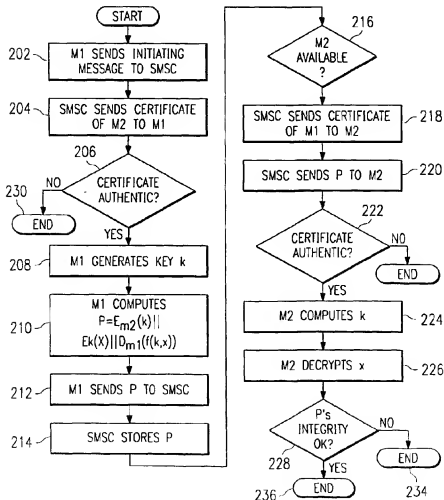 START
202
M1 SENDS INITIATING
MESSAGE TO SMSC
204
SMSC SENDS CERTIFICATE
OF M2 TO M1
206
CERTIFICATE
AUTHENTIC?
NO
230
END
YES
208
M1 GENERATES KEY k
210
M1 COMPUTES
P=Em2(k)||
Ek(X)||Dm1(f(k,x))
212
M1 SENDS P TO SMSC
214
SMSC STORES P
216
M2
AVAILABLE
?
218
SMSC SENDS CERTIFICATE
OF M1 TO M2
220
SMSC SENDS P TO M2
222
CERTIFICATE
AUTHENTIC?
NO
END
YES
224
M2 COMPUTES k
226
M2 DECRYPTS x
P's
INTEGRITY
OK?
228
NO
END
234
YES
END
236